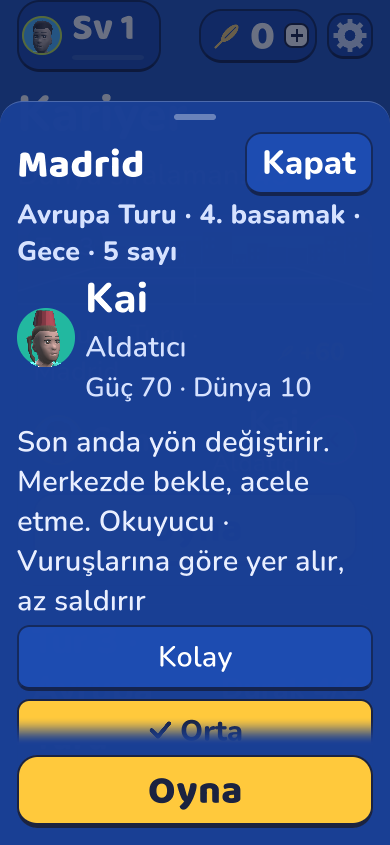 Sv 1
0
Kariyer
Madrid
Kapat
Avrupa Turu · 4. basamak ·
Gece · 5 sayı
Kai
Aldatıcı
Güç 70 · Dünya 10
Son anda yön değiştirir.
Merkezde bekle, acele
etme. Okuyucu ·
Vuruşlarına göre yer alır,
az saldırır
Kolay
✓ Orta
Oyna